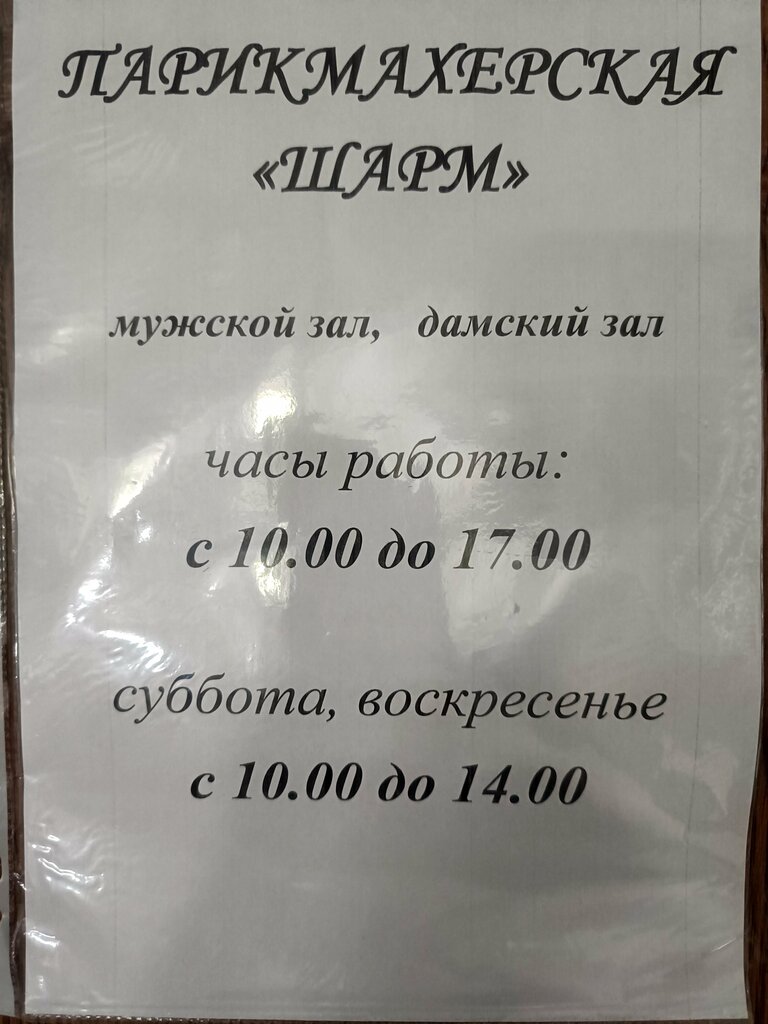 ПАРИКМАХЕРСКАЯ
«ШАРМ»
мужской зал, дамский зал
часы работы:
с 10.00 до 17.00
суббота, воскресенье
с 10.00 до 14.00